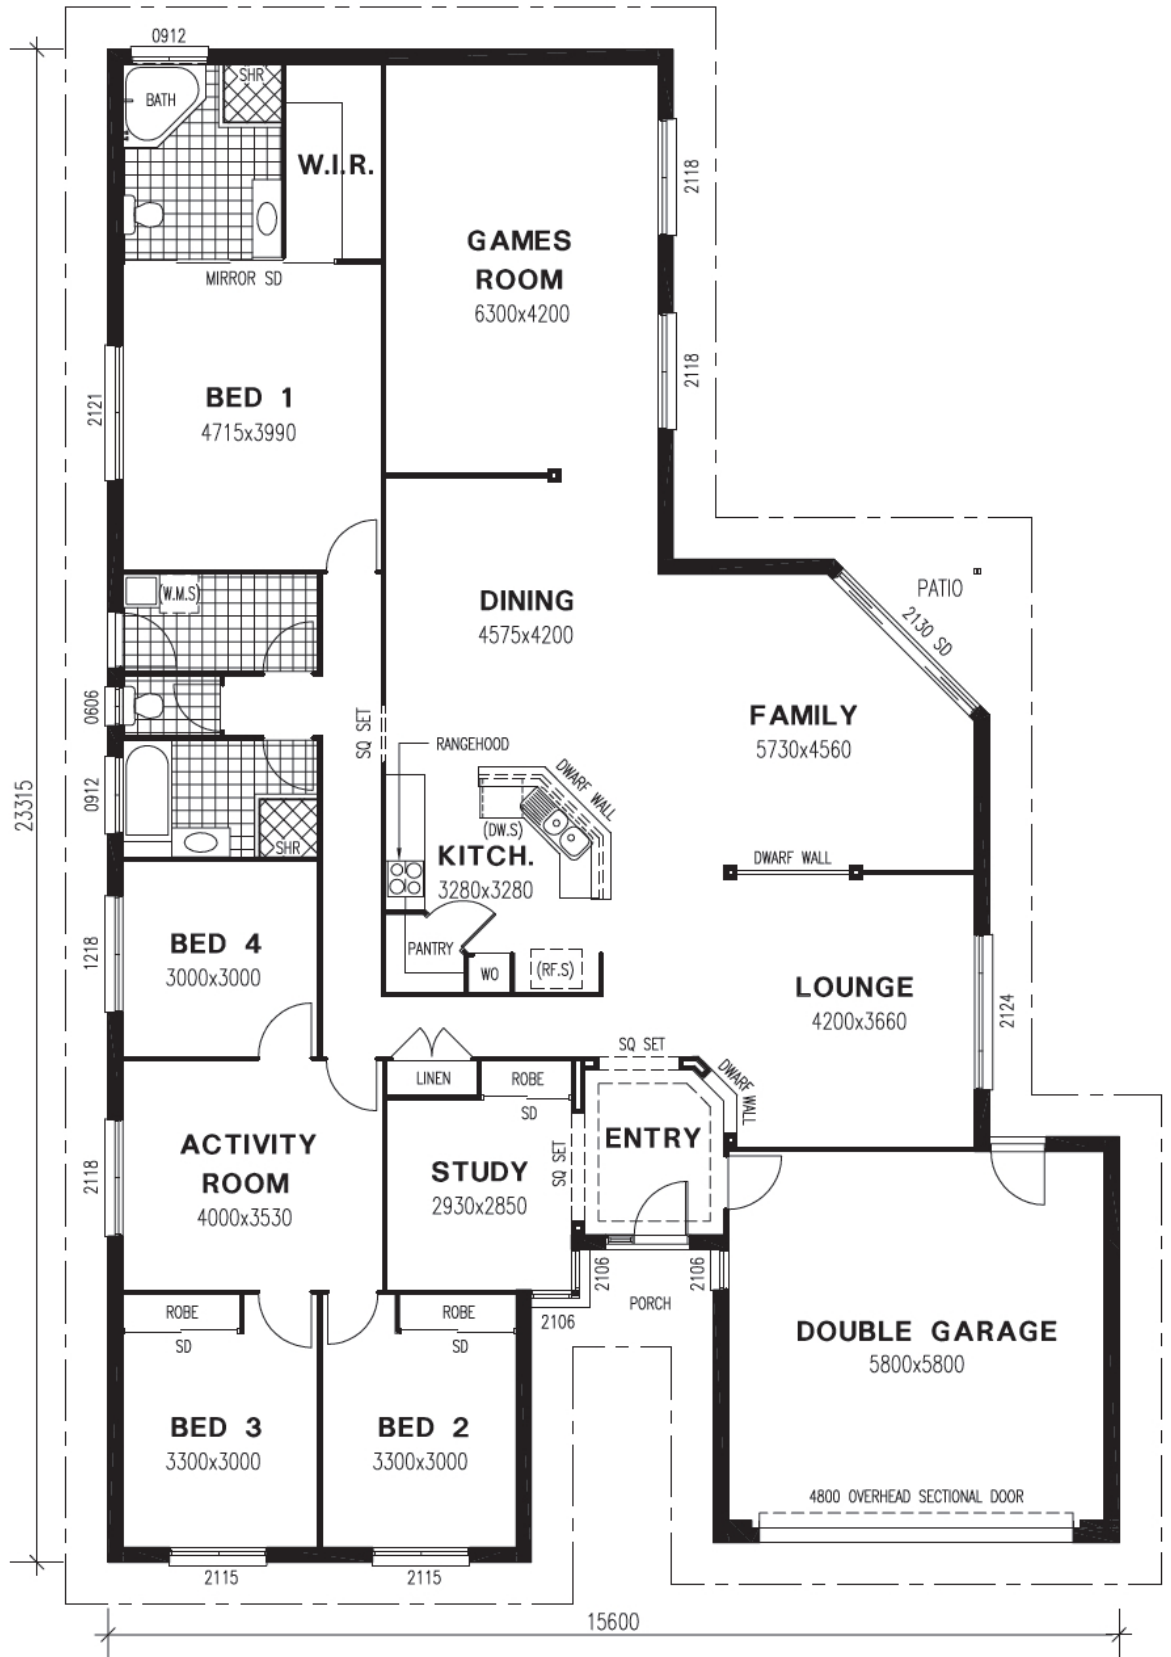 0912
SHR
BATH
W.I.R.
2118
GAMES
ROOM
6300x4200
MIRROR SD
2118
BED 1
4715x3990
2121
(W.M.S)
PATIO
2130 SD
DINING
4575x4200
0606
SQ SET
FAMILY
5730x4560
RANGEHOOD
DWARF WALL
0912
23315
(DW.S)
SHR
KITCH.
3280x3280
DWARF WALL
BED 4
3000x3000
1218
PANTRY
WO
(RF.S)
LOUNGE
4200x3660
2124
SQ SET
LINEN
ROBE
SD
DWARF WALL
ENTRY
ACTIVITY
ROOM
4000x3530
2118
STUDY
2930x2850
SQ SET
2106
2106
PORCH
2106
ROBE
SD
ROBE
SD
DOUBLE GARAGE
5800x5800
BED 3
3300x3000
BED 2
3300x3000
4800 OVERHEAD SECTIONAL DOOR
2115
2115
15600